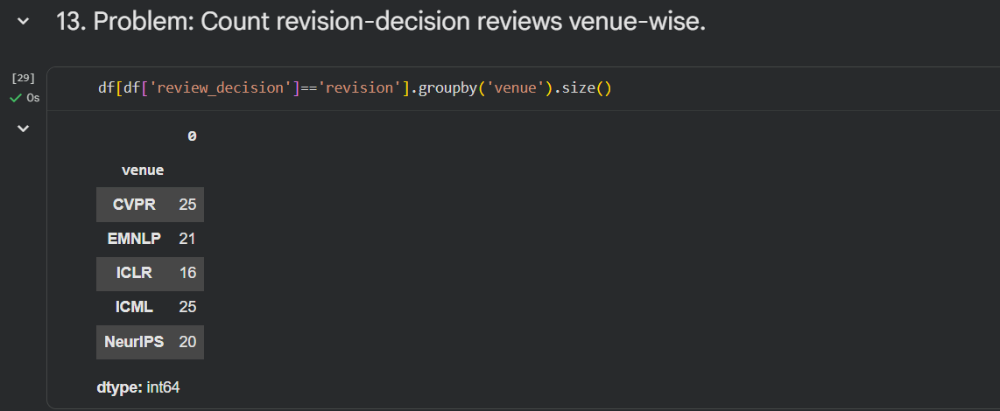 13. Problem: Count revision-decision reviews venue-wise.
[29]
0s
df[df['review_decision']=='revision'].groupby('venue').size()
0
venue
CVPR 25
EMNLP 21
ICLR 16
ICML 25
NeurIPS 20
dtype: int64